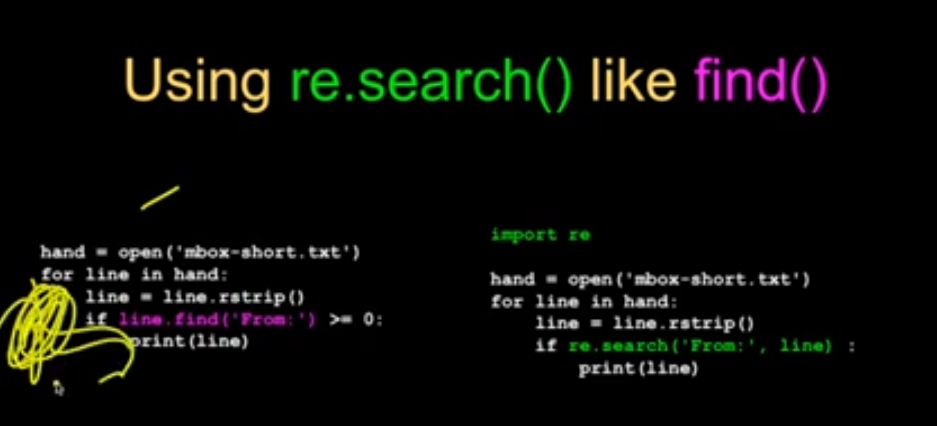 Using re.search() like find()
hand = open('mbox-short.txt')
for line in hand:
    line = line.rstrip()
    if line.find('From:') >= 0:
        print(line)
import re
hand = open('mbox-short.txt')
for line in hand:
    line = line.rstrip()
    if re.search('From:', line) :
        print(line)